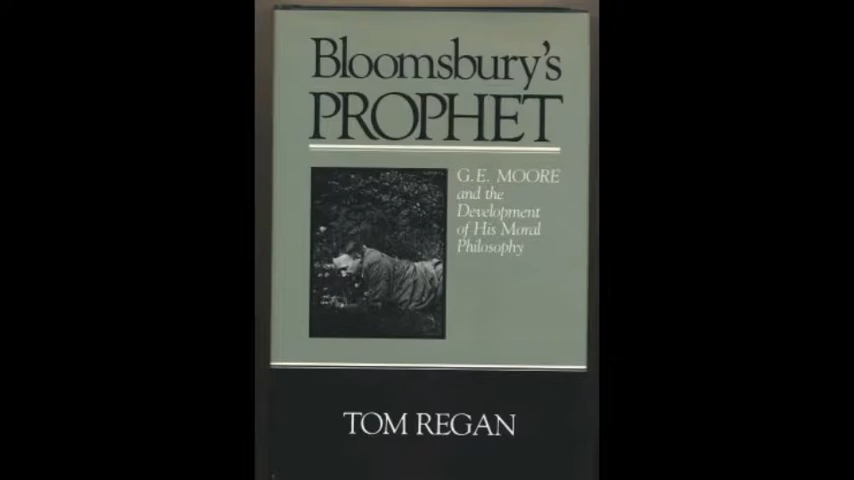 Bloomsbury's
PROPHET
G. E. MOORE
and the
Development
of His Moral
Philosophy
TOM REGAN